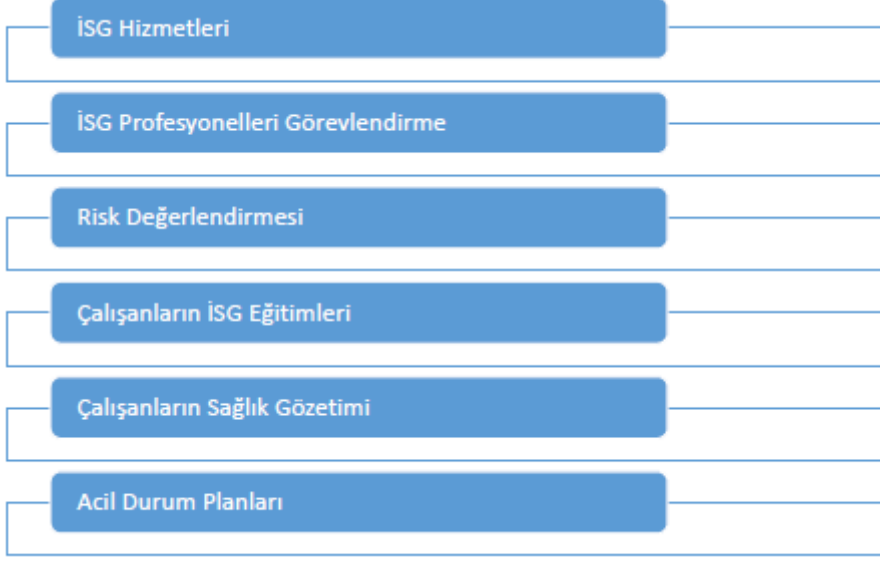 İSG Hizmetleri
İSG Profesyonelleri Görevlendirme
Risk Değerlendirmesi
Çalışanların İSG Eğitimleri
Çalışanların Sağlık Gözetimi
Acil Durum Planları